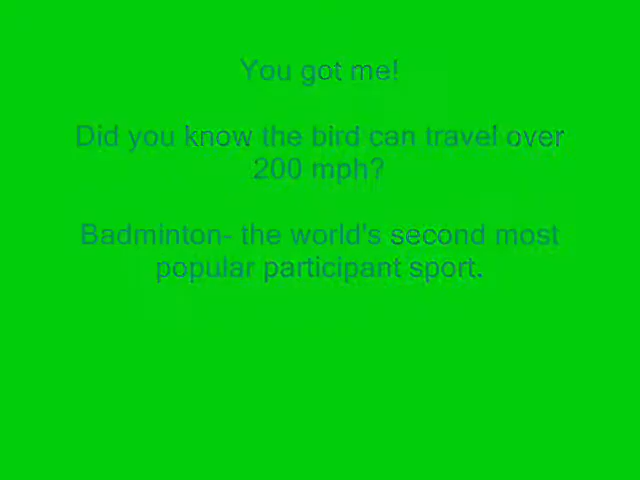 You got me!
Did you know the bird can travel over
200 mph?
Badminton- the world's second most
popular participant sport.